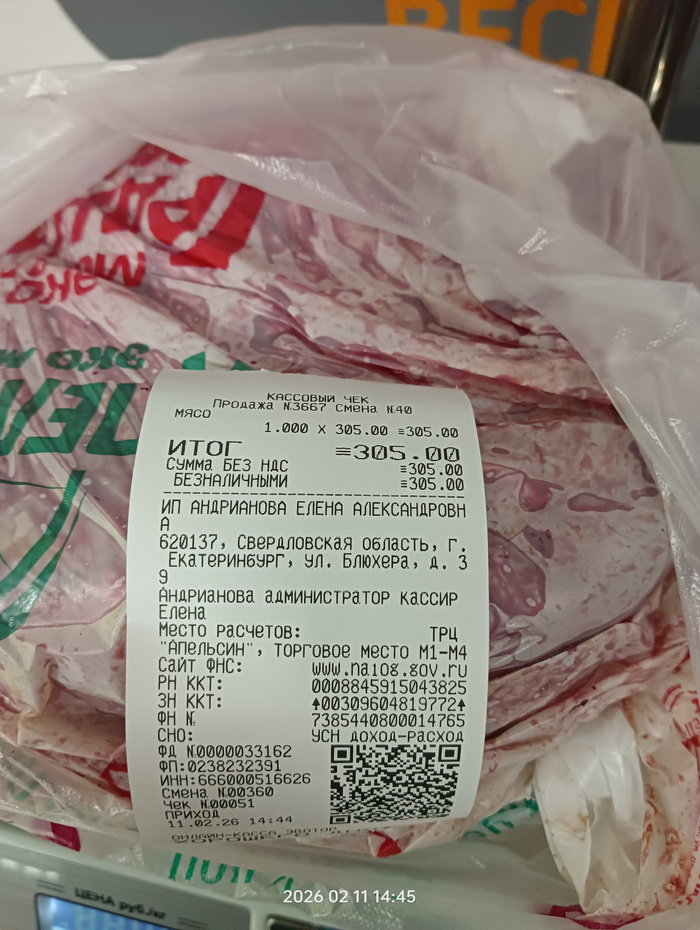 ВЕСЫ
КАССОВЫЙ ЧЕК
Продажа №3667 Смена №40
МЯСО
1.000 X 305.00 ≡305.00
ИТОГ ≡305.00
Сумма БЕЗ НДС ≡305.00
БЕЗНАЛИЧНЫМИ ≡305.00
ИП АНДРИАНОВА ЕЛЕНА АЛЕКСАНДРОВН
А
620137, Свердловская область, г.
Екатеринбург, ул. Блюхера, д. 3
9
Андрианова администратор кассир
Елена
Место расчетов: ТРЦ
"Апельсин", торговое место М1-М4
Сайт ФНС: www.nalog.gov.ru
РН ККТ: 0008845915043825
ЗН ККТ: ↑00309604819772↑
ФН № 7385440800014765
СНО: УСН доход-расход
ФД №0000033162
ФП:0238232391
ИНН:666000516626
Смена №00360
Чек №00051
ПРИХОД
11.02.26 14:44
ОНЛАЙН-КАССА ЭВОТОР
ЦЕНА руб./кг
2026 02 11 14:45